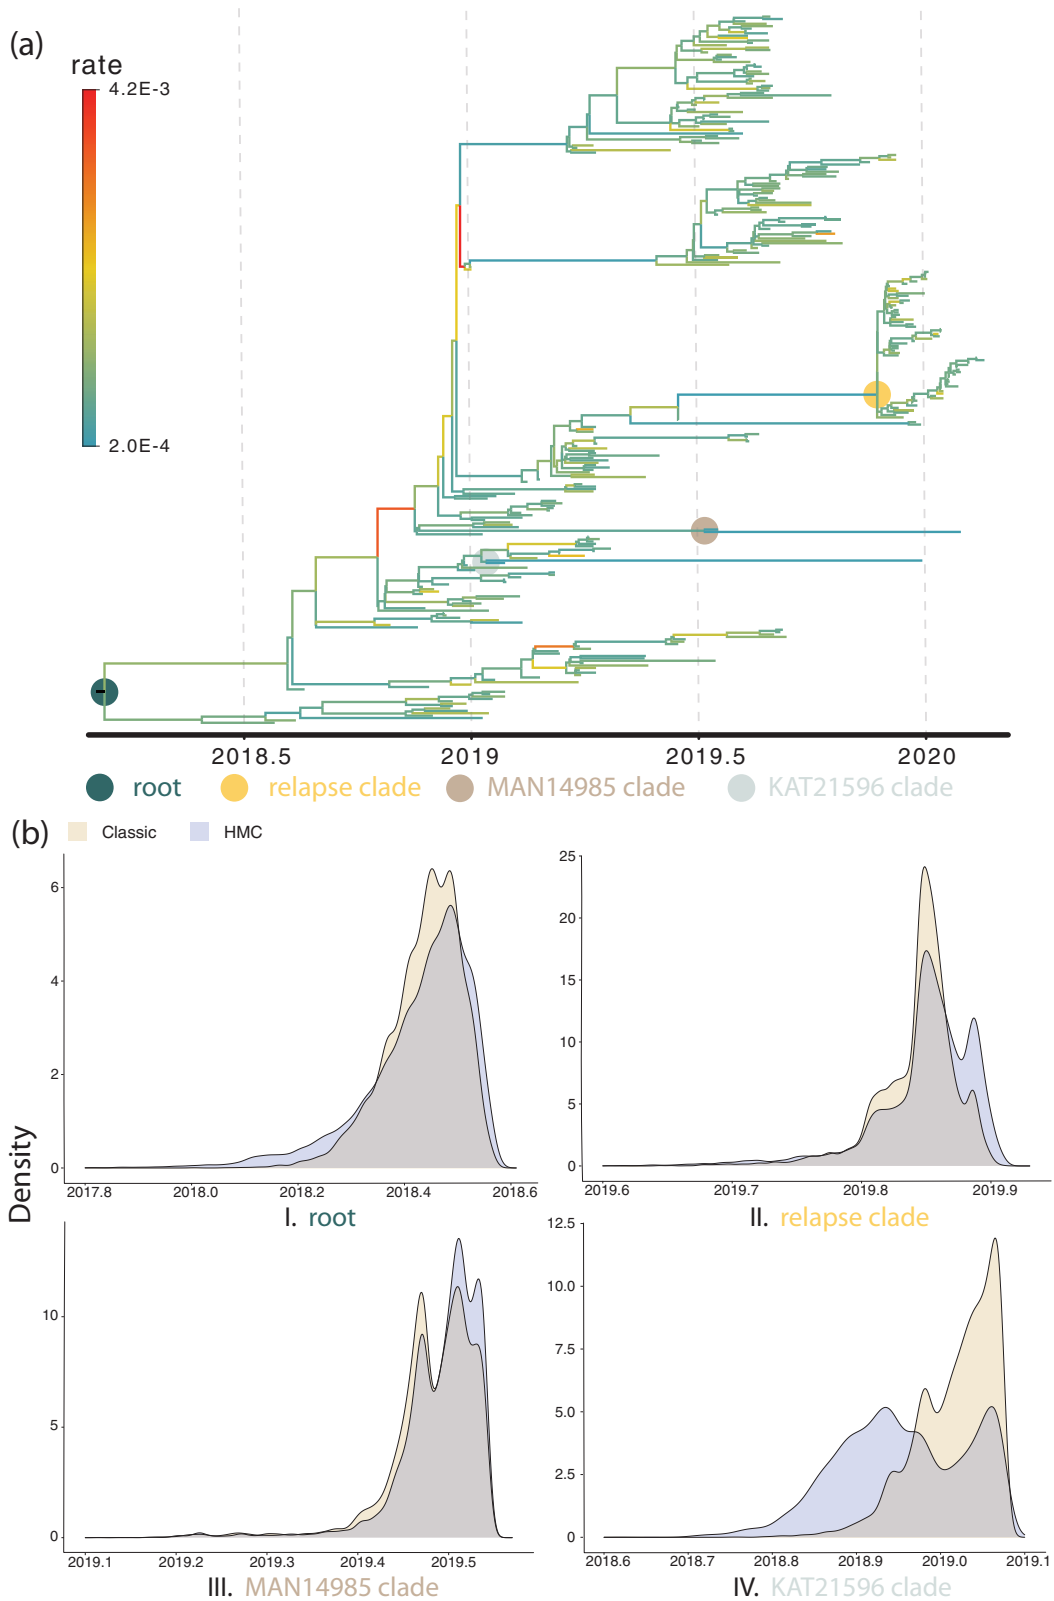 (a)
rate
4.2E-3
2.0E-4
2018.5 2019 2019.5 2020
root relapse clade MAN14985 clade KAT21596 clade
(b) Classic HMC
Density
6
4
2
0
2017.8 2018.0 2018.2 2018.4 2018.6
I. root
25
20
15
10
5
0
2019.6 2019.7 2019.8 2019.9
II. relapse clade
10
5
0
2019.1 2019.2 2019.3 2019.4 2019.5
III. MAN14985 clade
12.5
10.0
7.5
5.0
2.5
0
2018.6 2018.7 2018.8 2018.9 2019.0 2019.1
IV. KAT21596 clade